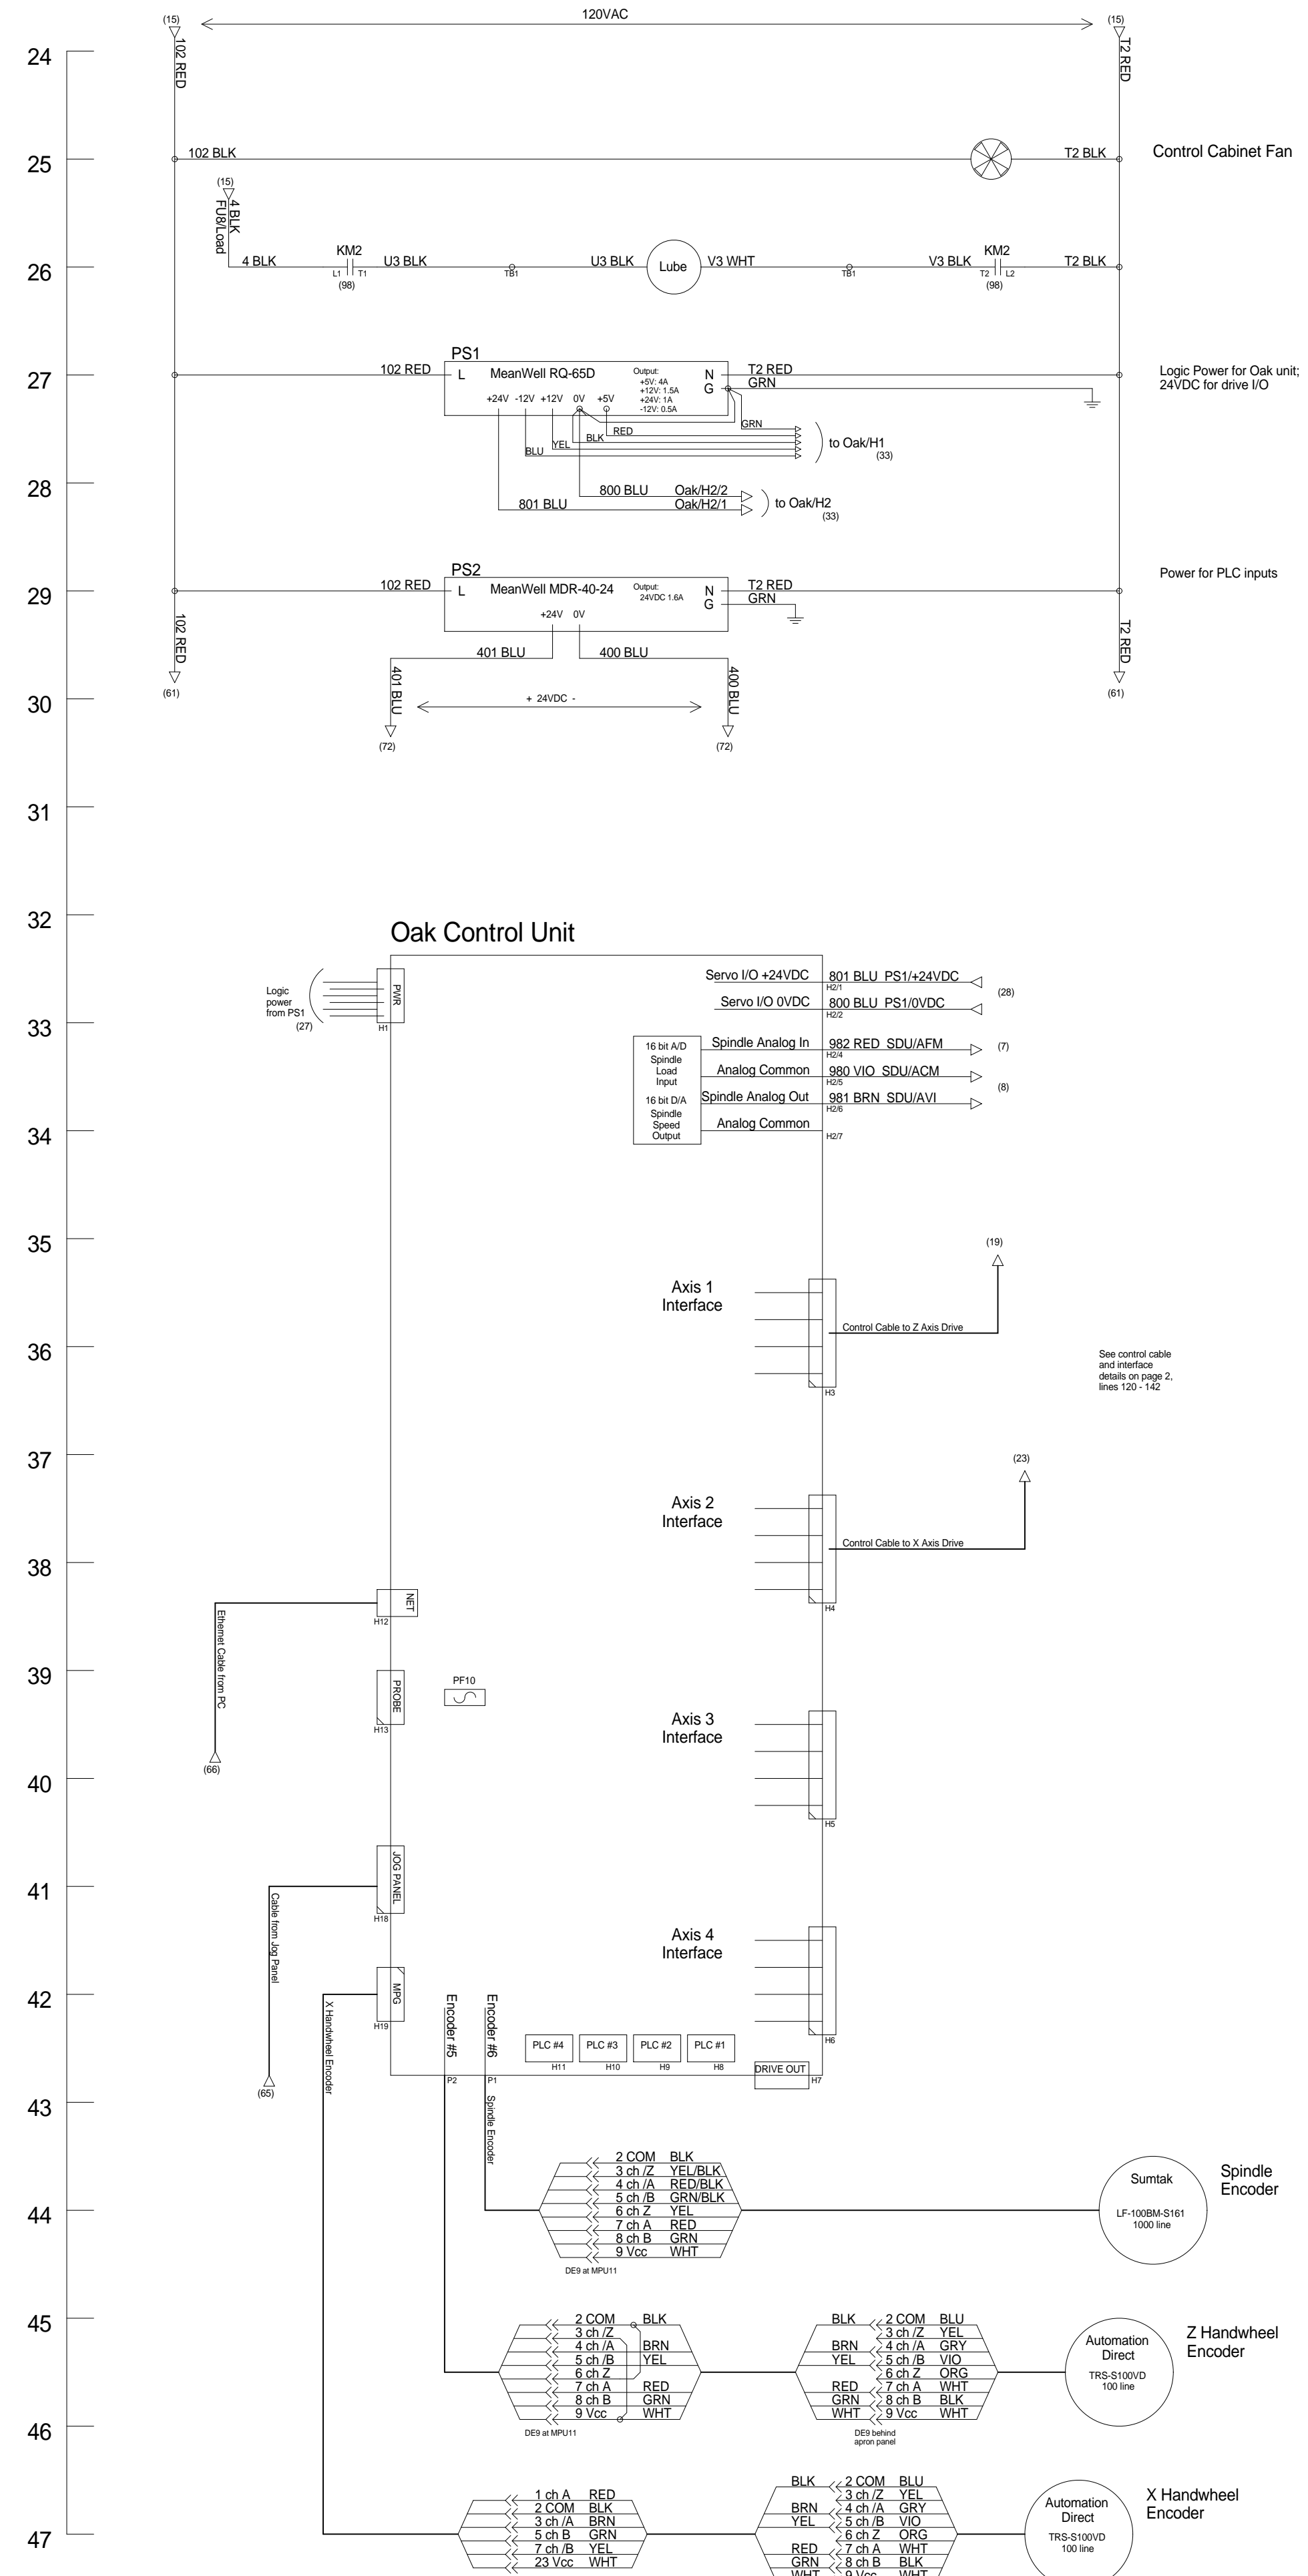 120VAC
(15)
(15)
24
102 RED
T2 RED
25
102 BLK
T2 BLK
Control Cabinet Fan
(15)
4 BLK
FU8/Load
26
4 BLK
KM2
L1 T1
(98)
U3 BLK
TB1
U3 BLK
Lube
V3 WHT
TB1
V3 BLK
KM2
T2 L2
(98)
T2 BLK
27
102 RED
PS1
L
MeanWell RQ-65D
Output:
+5V: 4A
+12V: 1.5A
+24V: 1A
-12V: 0.5A
N
G
T2 RED
GRN
Logic Power for Oak unit;
24VDC for drive I/O
+24V -12V +12V 0V +5V
GRN
RED
BLK
YEL
BLU
to Oak/H1
(33)
28
800 BLU Oak/H2/2
801 BLU Oak/H2/1
to Oak/H2
(33)
29
102 RED
PS2
L
MeanWell MDR-40-24
Output:
24VDC 1.6A
N
G
T2 RED
GRN
Power for PLC inputs
+24V 0V
102 RED
T2 RED
401 BLU
400 BLU
(61)
(61)
30
401 BLU
+ 24VDC -
400 BLU
(72)
(72)
31
32
Oak Control Unit
Logic
power
from PS1
(27)
PWR
H1
Servo I/O +24VDC
801 BLU PS1/+24VDC
H2/1
(28)
Servo I/O 0VDC
800 BLU PS1/0VDC
H2/2
33
16 bit A/D
Spindle
Load
Input
16 bit D/A
Spindle
Speed
Output
Spindle Analog In
982 RED SDU/AFM
H2/4
(7)
Analog Common
980 VIO SDU/ACM
H2/5
(8)
Spindle Analog Out
981 BRN SDU/AVI
H2/6
Analog Common
H2/7
34
35
(19)
Axis 1
Interface
Control Cable to Z Axis Drive
H3
36
See control cable
and interface
details on page 2,
lines 120 - 142
37
(23)
Axis 2
Interface
Control Cable to X Axis Drive
H4
38
NET
H12
Ethernet Cable from PC
(66)
39
PROBE
H13
PF10
Axis 3
Interface
H5
40
41
JOG PANEL
H18
Cable from Jog Panel
(65)
Axis 4
Interface
H6
42
MPG
H19
X Handwheel Encoder
Encoder #5
Encoder #6
PLC #4
H11
PLC #3
H10
PLC #2
H9
PLC #1
H8
DRIVE OUT
H7
P2
P1
43
Spindle Encoder
2 COM BLK
3 ch /Z YEL/BLK
4 ch /A RED/BLK
5 ch /B GRN/BLK
6 ch Z YEL
7 ch A RED
8 ch B GRN
9 Vcc WHT
DE9 at MPU11
44
Sumtak
LF-100BM-S161
1000 line
Spindle
Encoder
45
2 COM BLK
3 ch /Z
4 ch /A BRN
5 ch /B YEL
6 ch Z
7 ch A RED
8 ch B GRN
9 Vcc WHT
DE9 at MPU11
BLK 2 COM BLU
3 ch /Z YEL
BRN 4 ch /A GRY
YEL 5 ch /B VIO
6 ch Z ORG
RED 7 ch A WHT
GRN 8 ch B BLK
WHT 9 Vcc WHT
DE9 behind
apron panel
Automation
Direct
TRS-S100VD
100 line
Z Handwheel
Encoder
46
47
1 ch A RED
2 COM BLK
3 ch /A BRN
5 ch B GRN
7 ch /B YEL
23 Vcc WHT
BLK 2 COM BLU
3 ch /Z YEL
BRN 4 ch /A GRY
YEL 5 ch /B VIO
6 ch Z ORG
RED 7 ch A WHT
GRN 8 ch B BLK
WHT 9 Vcc WHT
Automation
Direct
TRS-S100VD
100 line
X Handwheel
Encoder